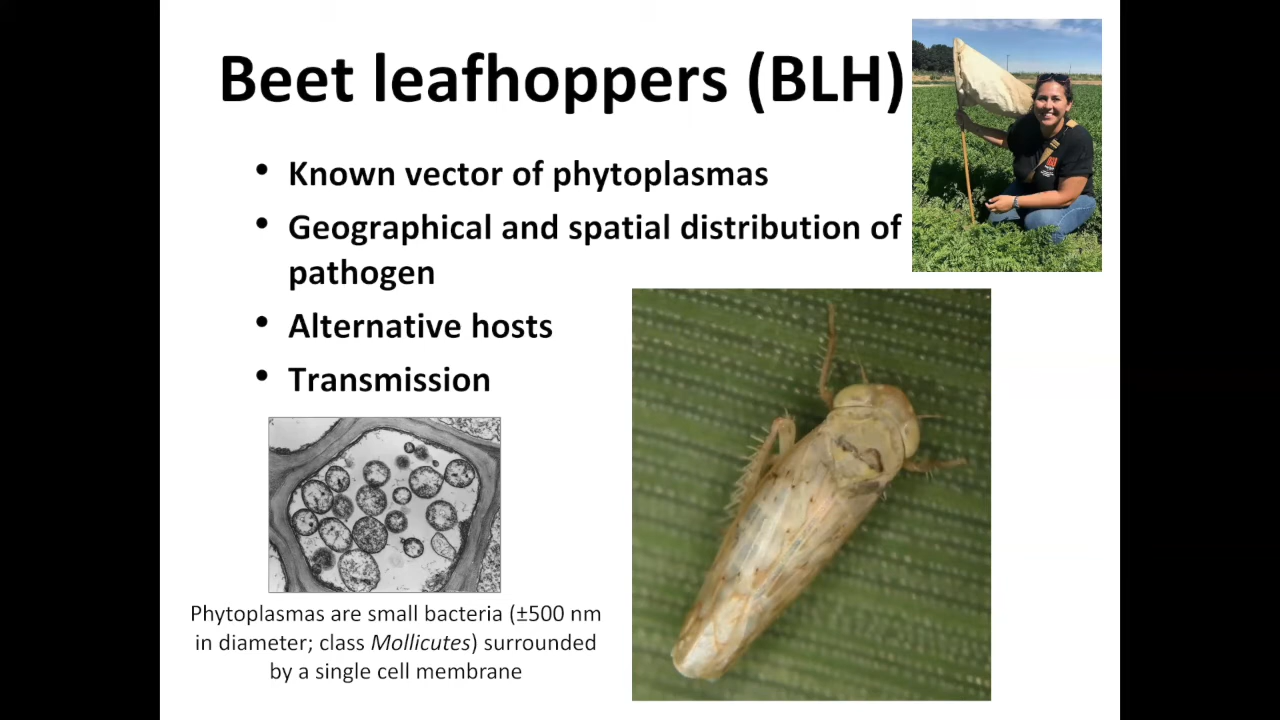 Beet leafhoppers (BLH)
• Known vector of phytoplasmas
• Geographical and spatial distribution of
pathogen
• Alternative hosts
• Transmission
Phytoplasmas are small bacteria (±500 nm
in diameter; class Mollicutes) surrounded
by a single cell membrane